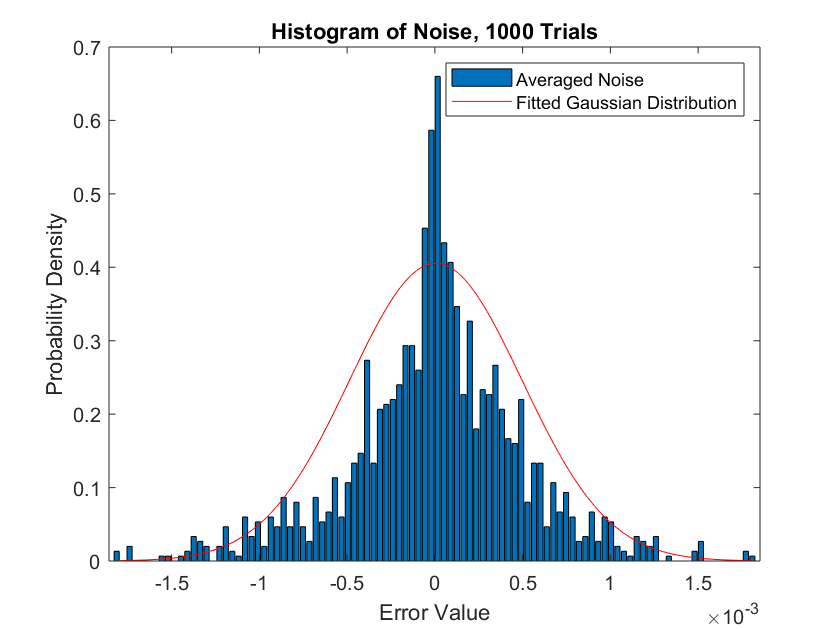 Histogram of Noise, 1000 Trials
Averaged Noise
Fitted Gaussian Distribution
Probability Density
0.7
0.6
0.5
0.4
0.3
0.2
0.1
0
-1.5 -1 -0.5 0 0.5 1 1.5
Error Value
×10⁻³